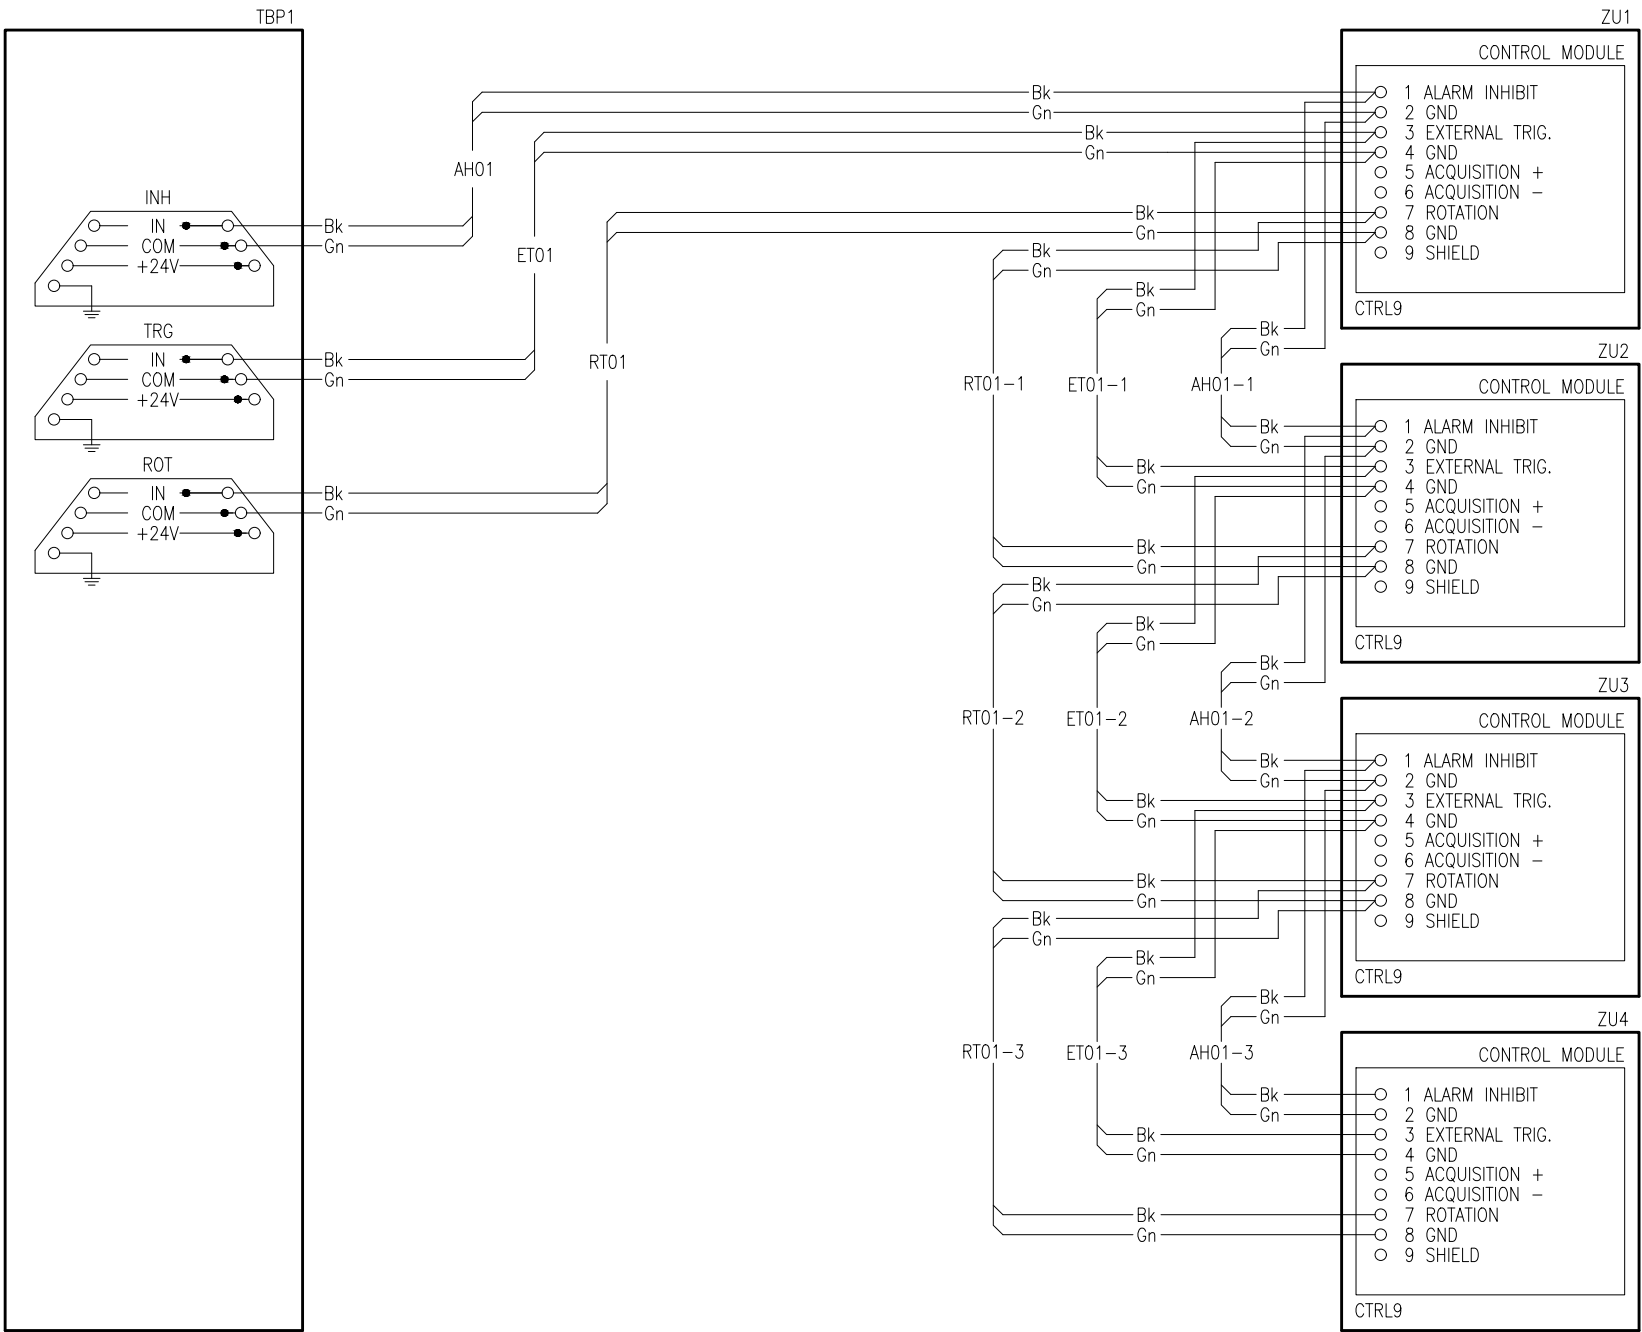 TBP1
INH
IN
COM
+24V
TRG
IN
COM
+24V
ROT
IN
COM
+24V
Bk
Gn
Bk
Gn
Bk
Gn
AH01
ET01
RT01
Bk
Gn
Bk
Gn
Bk
Gn
Bk
Gn
Bk
Gn
Bk
Gn
RT01-1
ET01-1
AH01-1
Bk
Gn
Bk
Gn
Bk
Gn
Bk
Gn
Bk
Gn
Bk
Gn
RT01-2
ET01-2
AH01-2
Bk
Gn
Bk
Gn
Bk
Gn
Bk
Gn
Bk
Gn
Bk
Gn
RT01-3
ET01-3
AH01-3
Bk
Gn
Bk
Gn
Bk
Gn
ZU1
CONTROL MODULE
1 ALARM INHIBIT
2 GND
3 EXTERNAL TRIG.
4 GND
5 ACQUISITION +
6 ACQUISITION -
7 ROTATION
8 GND
9 SHIELD
CTRL9
ZU2
CONTROL MODULE
1 ALARM INHIBIT
2 GND
3 EXTERNAL TRIG.
4 GND
5 ACQUISITION +
6 ACQUISITION -
7 ROTATION
8 GND
9 SHIELD
CTRL9
ZU3
CONTROL MODULE
1 ALARM INHIBIT
2 GND
3 EXTERNAL TRIG.
4 GND
5 ACQUISITION +
6 ACQUISITION -
7 ROTATION
8 GND
9 SHIELD
CTRL9
ZU4
CONTROL MODULE
1 ALARM INHIBIT
2 GND
3 EXTERNAL TRIG.
4 GND
5 ACQUISITION +
6 ACQUISITION -
7 ROTATION
8 GND
9 SHIELD
CTRL9